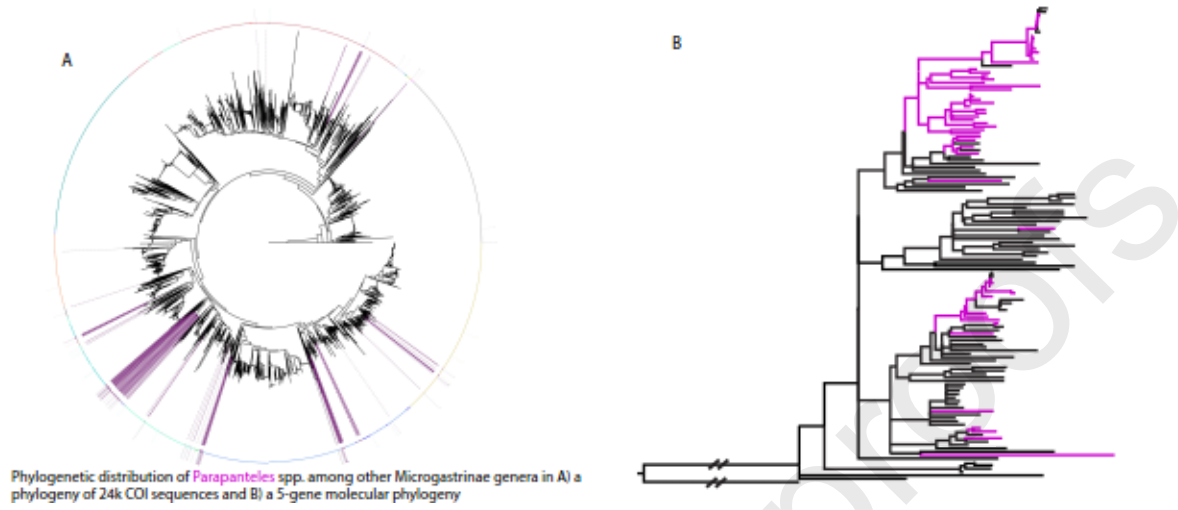 A
B
Phylogenetic distribution of Parapanteles spp. among other Microgastrinae genera in A) a
phylogeny of 24k COI sequences and B) a 5-gene molecular phylogeny
proofs